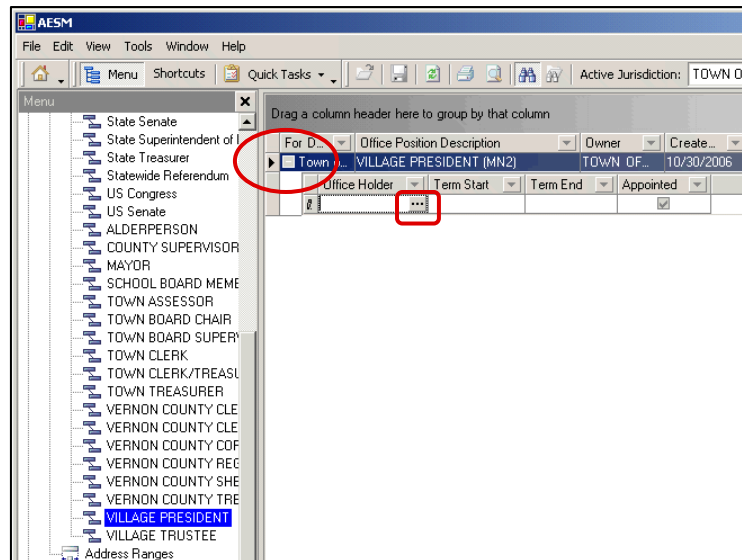 AESM
File Edit View Tools Window Help
Menu Shortcuts Quick Tasks Active Jurisdiction: TOWN O
Menu
State Senate
State Superintendent of I
State Treasurer
Statewide Referendum
US Congress
US Senate
ALDERPERSON
COUNTY SUPERVISOR
MAYOR
SCHOOL BOARD MEME
TOWN ASSESSOR
TOWN BOARD CHAIR
TOWN BOARD SUPERV
TOWN CLERK
TOWN CLERK/TREASU
TOWN TREASURER
VERNON COUNTY CLE
VERNON COUNTY CLE
VERNON COUNTY COF
VERNON COUNTY REG
VERNON COUNTY SHE
VERNON COUNTY TRE
VILLAGE PRESIDENT
VILLAGE TRUSTEE
Address Ranges
Drag a column header here to group by that column
For D... Office Position Description Owner Create...
Town o... VILLAGE PRESIDENT (MN2) TOWN OF... 10/30/2006
Office Holder Term Start Term End Appointed
...